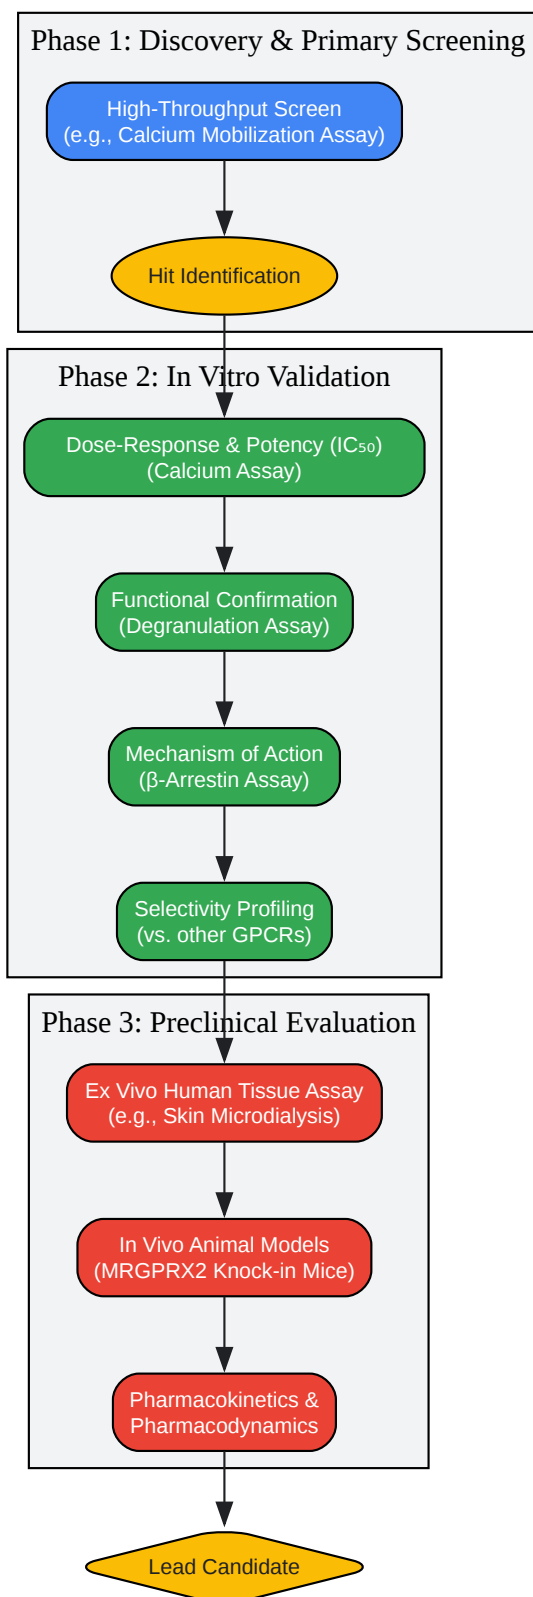 Phase 1: Discovery & Primary Screening
High-Throughput Screen
(e.g., Calcium Mobilization Assay)
Hit Identification
Phase 2: In Vitro Validation
Dose-Response & Potency (IC₅₀)
(Calcium Assay)
Functional Confirmation
(Degranulation Assay)
Mechanism of Action
(β-Arrestin Assay)
Selectivity Profiling
(vs. other GPCRs)
Phase 3: Preclinical Evaluation
Ex Vivo Human Tissue Assay
(e.g., Skin Microdialysis)
In Vivo Animal Models
(MRGPRX2 Knock-in Mice)
Pharmacokinetics &
Pharmacodynamics
Lead Candidate